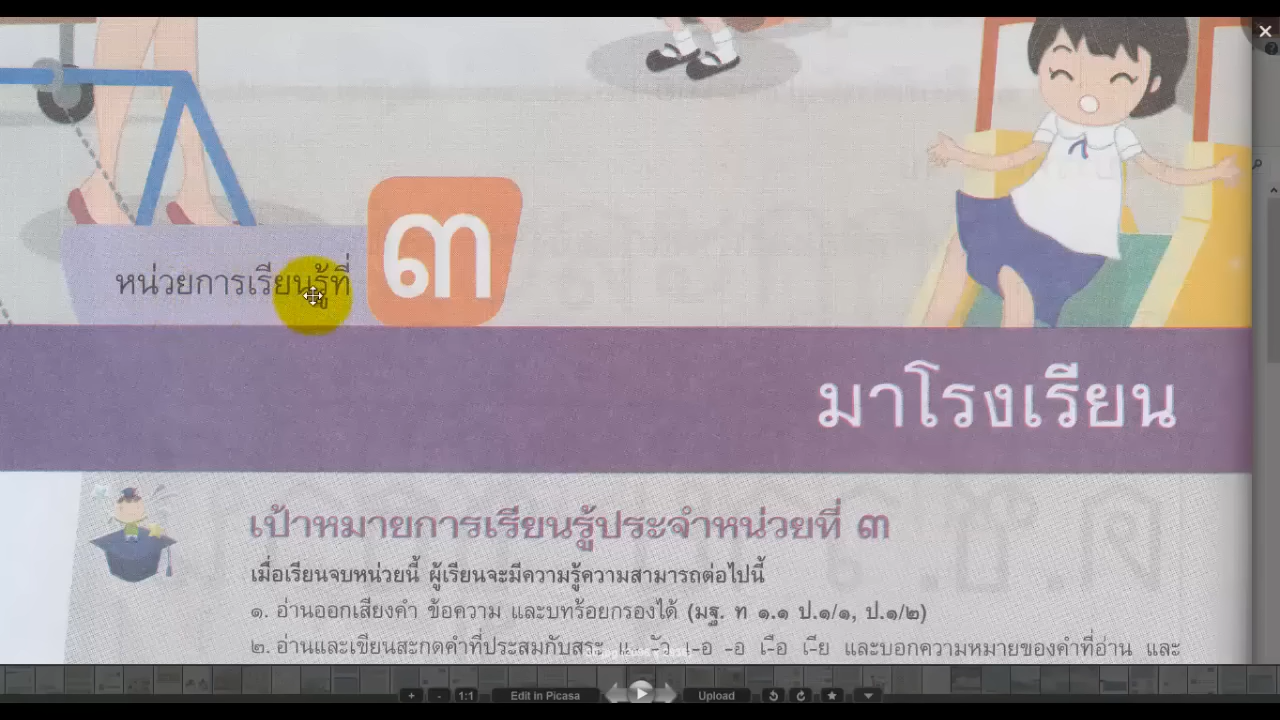 หน่วยการเรียนรู้ที่ ๓
มาโรงเรียน
เป้าหมายการเรียนรู้ประจำหน่วยที่ ๓
เมื่อเรียนจบหน่วยนี้ ผู้เรียนจะมีความรู้ความสามารถต่อไปนี้
๑. อ่านออกเสียงคำ ข้อความ และบทร้อยกรองได้ (มฐ. ท ๑.๑ ป.๑/๑, ป.๑/๒)
๒. อ่านและเขียนสะกดคำที่ประสมกับสระ แ- -ัว เ-อ -อ เ-ือ เ-ีย และบอกความหมายของคำที่อ่าน และ
+ - 1:1 Edit in Picasa Upload